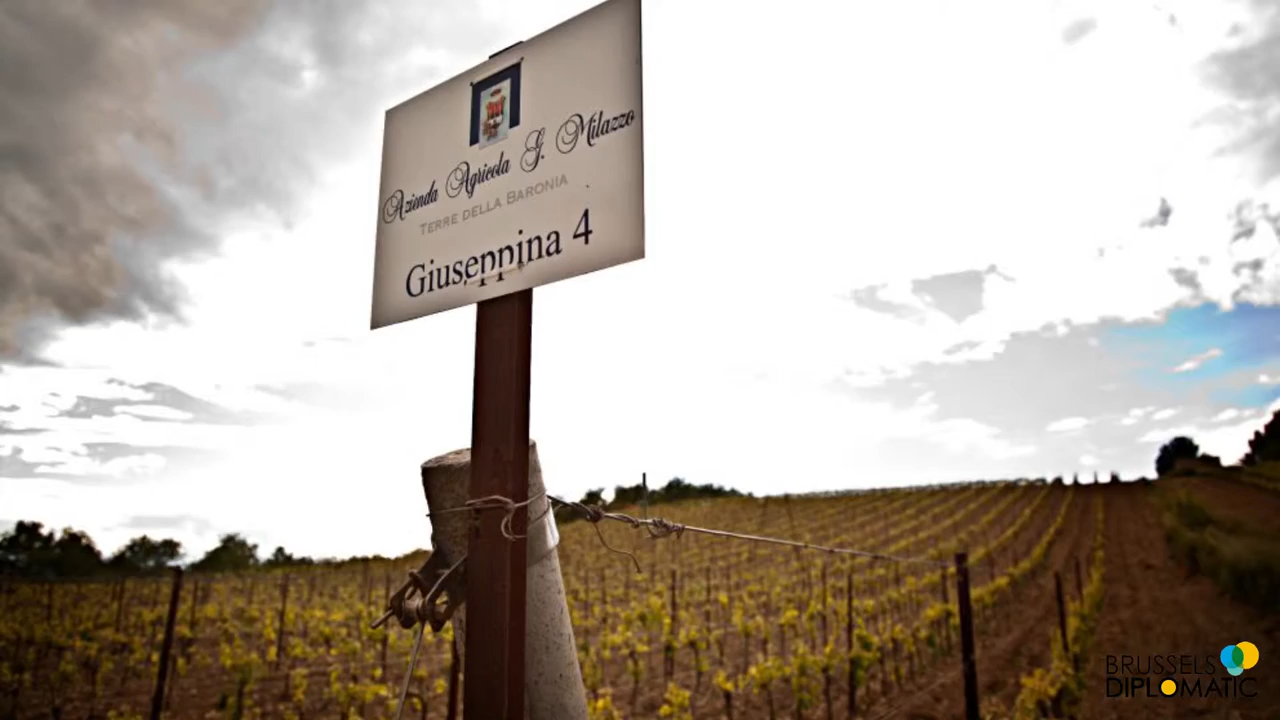 Azienda Agricola G. Milazzo
TERRE DELLA BARONIA
Giuseppina 4
BRUSSELS
DIPLOMATIC